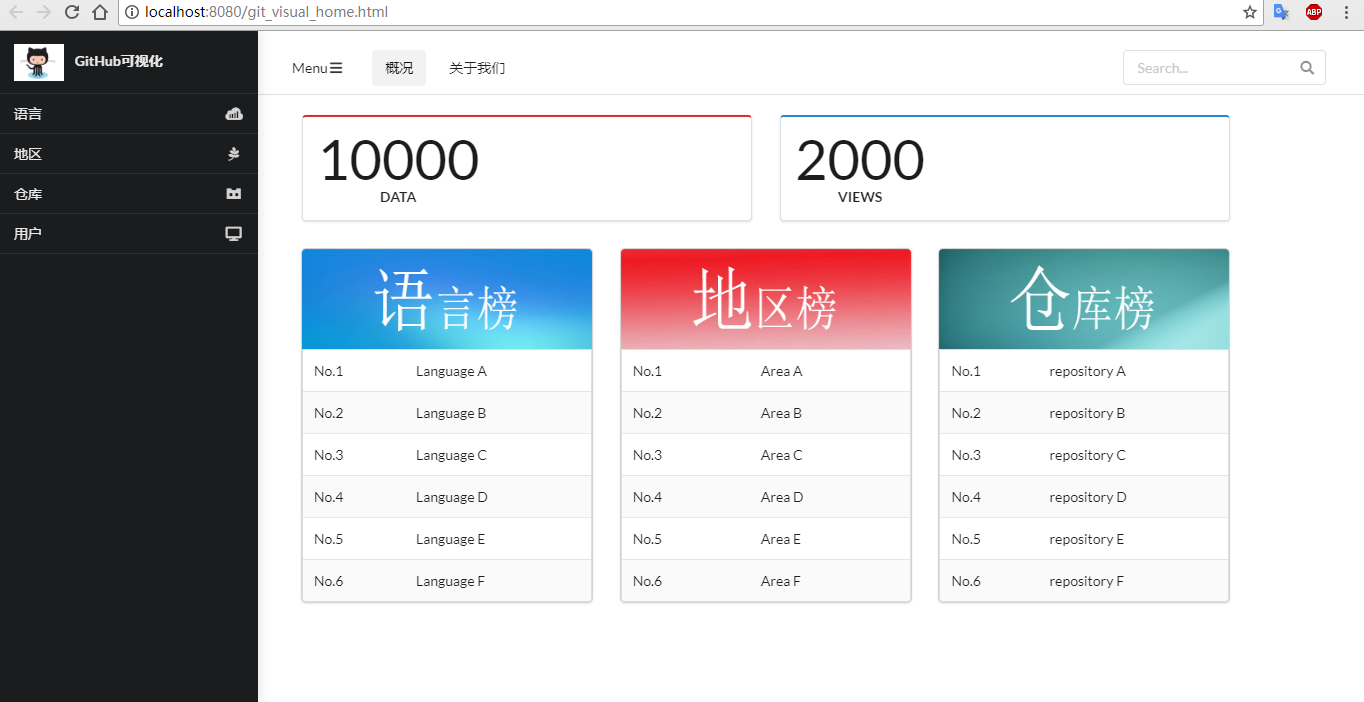 localhost:8080/git_visual_home.html
ABP
GitHub可视化
语言
地区
仓库
用户
Menu 概况 关于我们 Search...
10000
DATA
2000
VIEWS
语言榜
No.1 Language A
No.2 Language B
No.3 Language C
No.4 Language D
No.5 Language E
No.6 Language F
地区榜
No.1 Area A
No.2 Area B
No.3 Area C
No.4 Area D
No.5 Area E
No.6 Area F
仓库榜
No.1 repository A
No.2 repository B
No.3 repository C
No.4 repository D
No.5 repository E
No.6 repository F